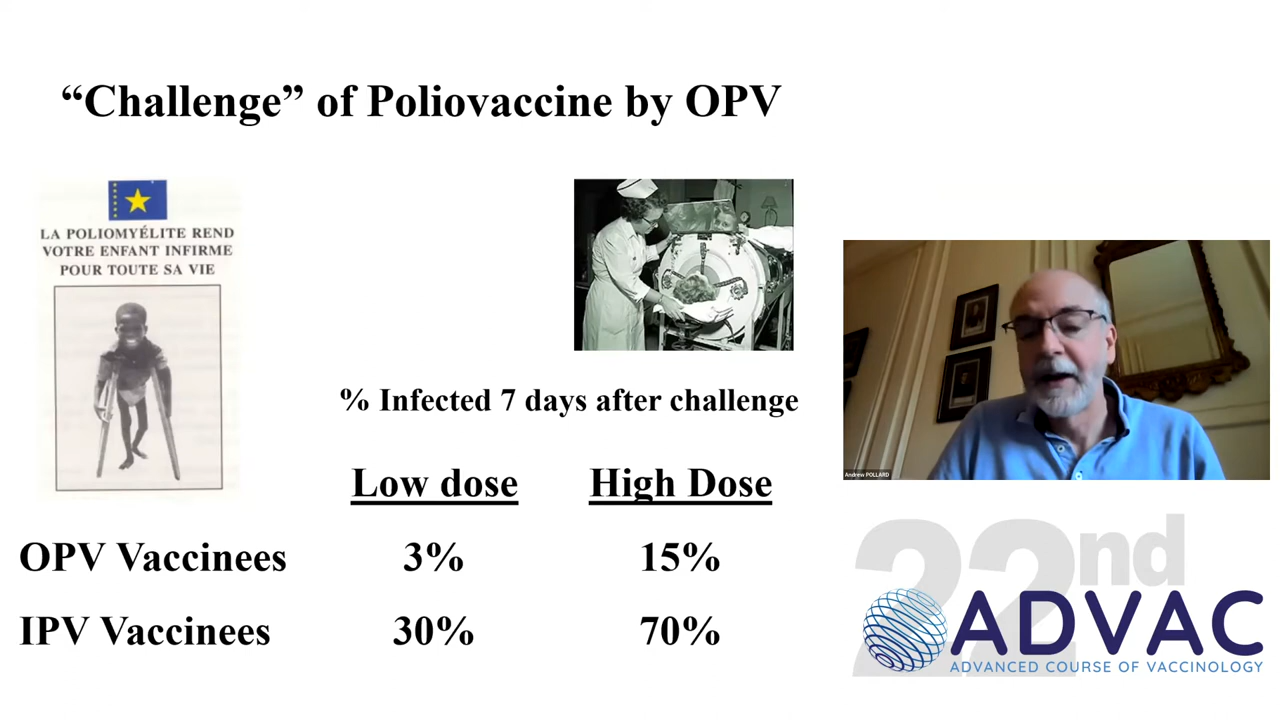 “Challenge” of Poliovaccine by OPV
LA POLIOMYÉLITE REND
VOTRE ENFANT INFIRME
POUR TOUTE SA VIE
% Infected 7 days after challenge
Low dose High Dose
OPV Vaccinees 3% 15%
IPV Vaccinees 30% 70%
Andrew POLLARD
22nd
ADVAC
ADVANCED COURSE OF VACCINOLOGY